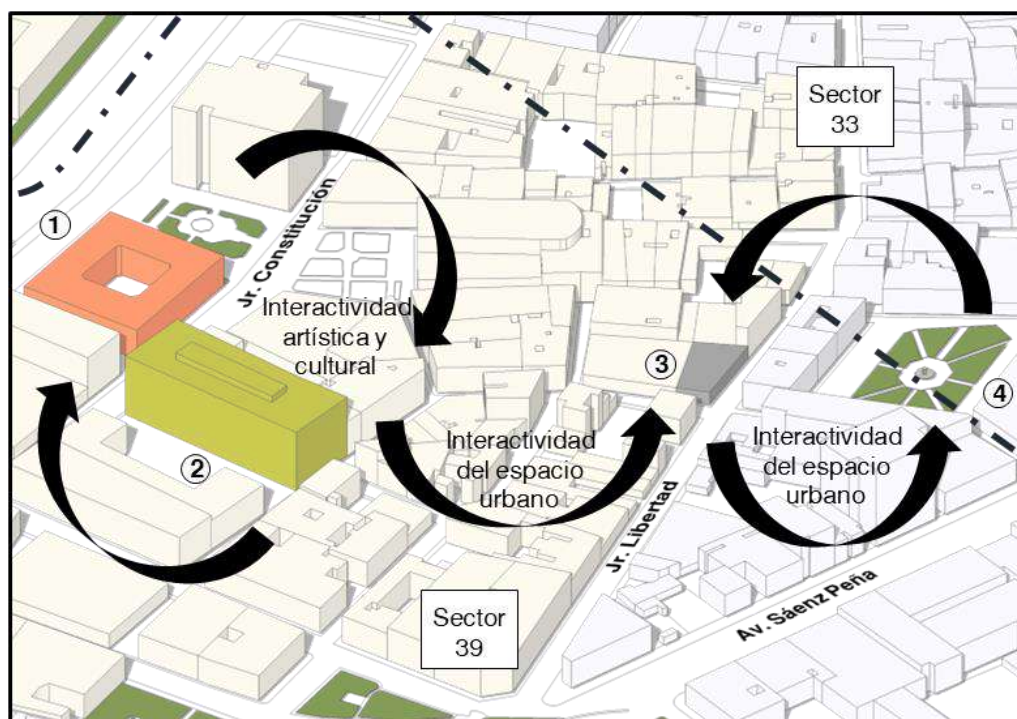 Sector
33
①
Jr. Constitución
Interactividad
artística y
cultural
③
④
Interactividad
del espacio
urbano
Interactividad
del espacio
urbano
②
Jr. Libertad
Av. Sáenz Peña
Sector
39